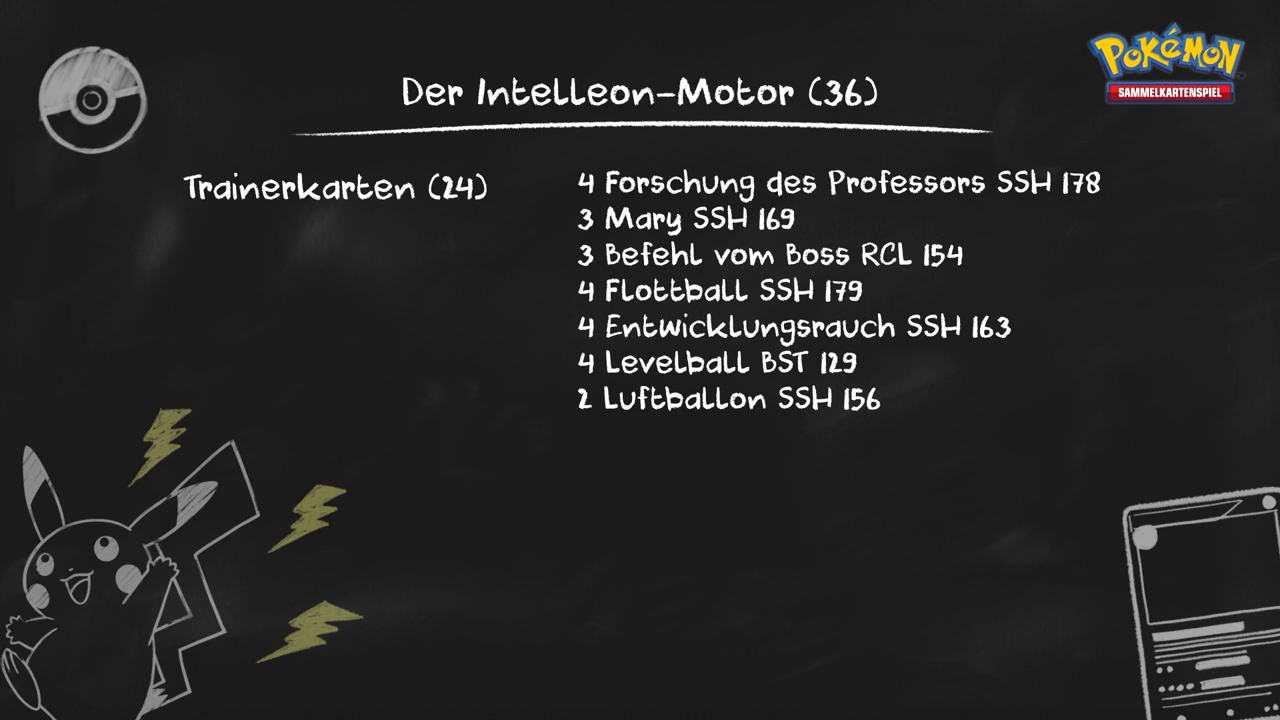 POKéMON
SAMMELKARTENSPIEL
Der Intelleon-Motor (36)
Trainerkarten (24)
4 Forschung des Professors SSH 178
3 Mary SSH 169
3 Befehl vom Boss RCL 154
4 Flottball SSH 179
4 Entwicklungsrauch SSH 163
4 Levelball BST 129
2 Luftballon SSH 156